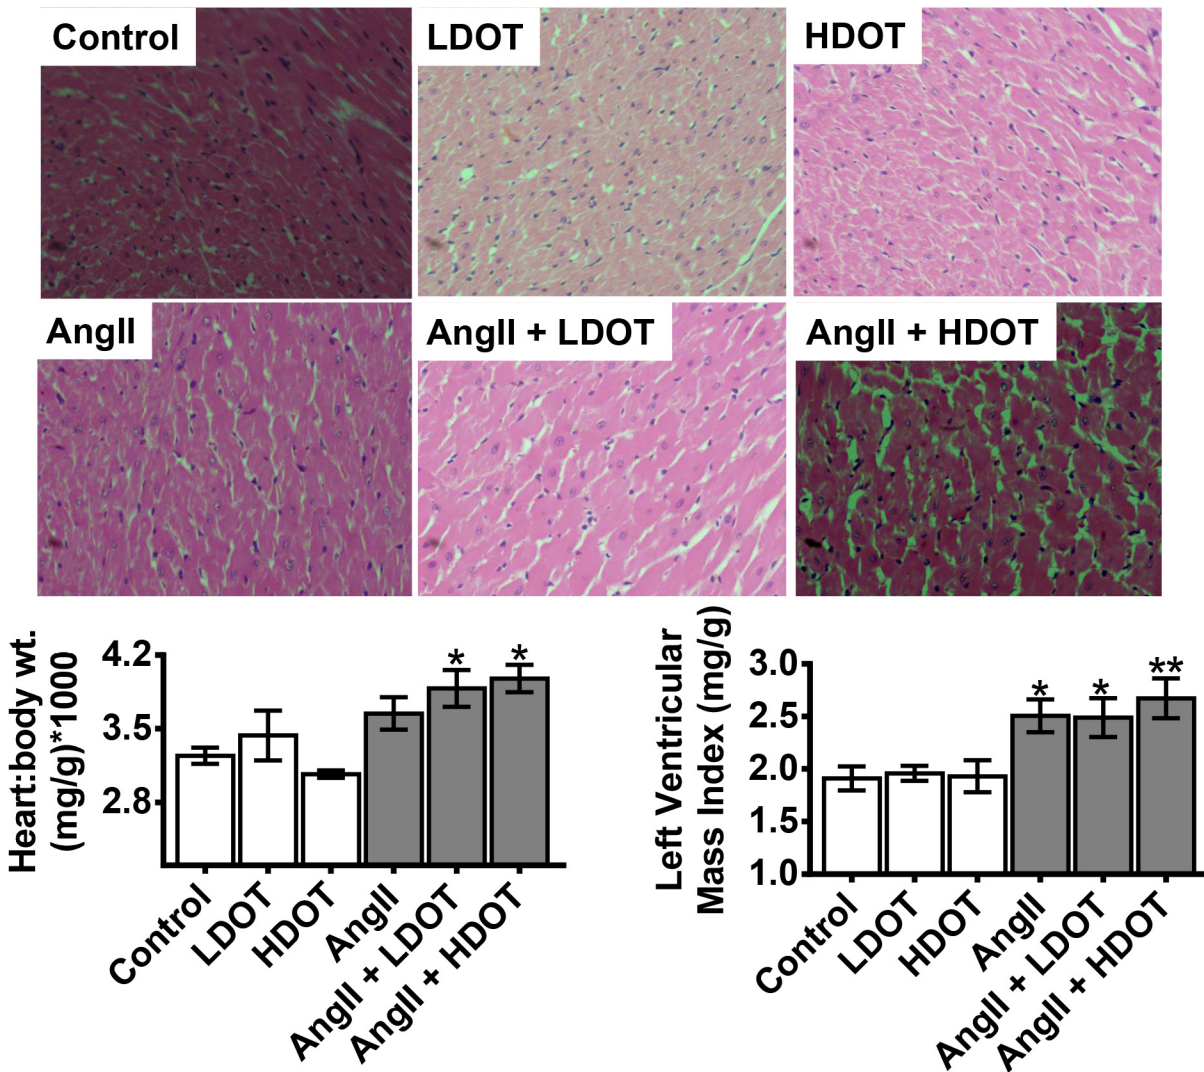 Control
LDOT
HDOT
AngII
AngII + LDOT
AngII + HDOT
Heart:body wt.
(mg/g)*1000
4.2
3.5
2.8
*
*
Control
LDOT
HDOT
AngII
AngII + LDOT
AngII + HDOT
Left Ventricular
Mass Index (mg/g)
3.0
2.5
2.0
1.5
1.0
*
*
**
Control
LDOT
HDOT
AngII
AngII + LDOT
AngII + HDOT